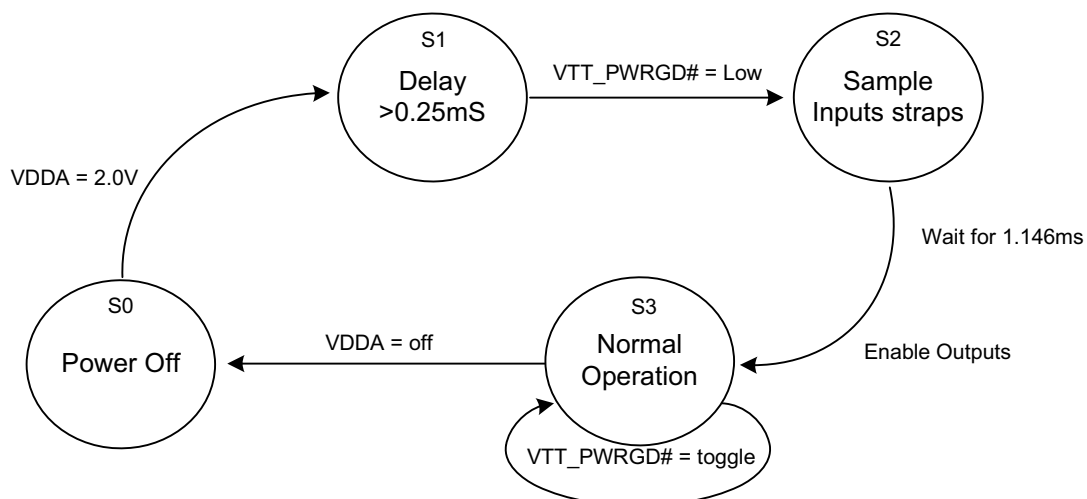 S1
Delay
>0.25mS
VTT_PWRGD# = Low
S2
Sample
Inputs straps
VDDA = 2.0V
Wait for 1.146ms
S0
Power Off
VDDA = off
S3
Normal
Operation
Enable Outputs
VTT_PWRGD# = toggle